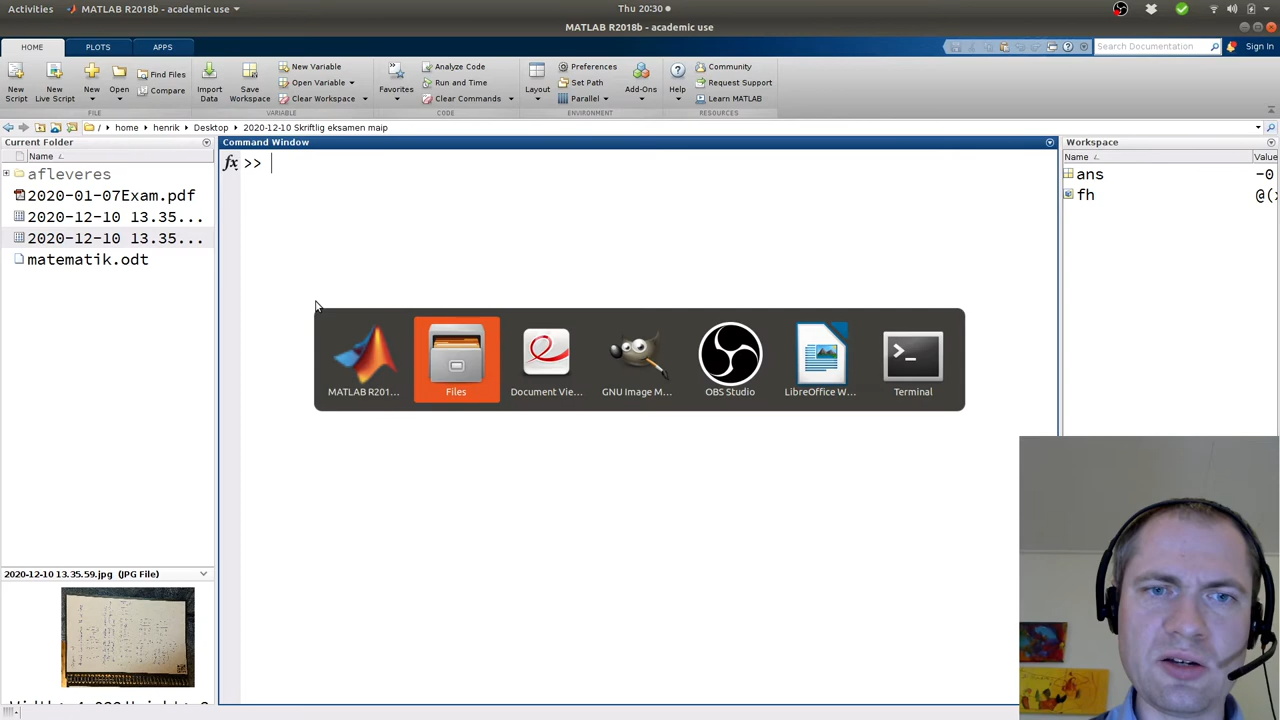 Activities
MATLAB R2018b - academic use
Thu 20:30
MATLAB R2018b - academic use
HOME
PLOTS
APPS
Search Documentation
Sign In
New Script
New Live Script
New
Open
Find Files
Compare
FILE
Import Data
Save Workspace
New Variable
Open Variable
Clear Workspace
VARIABLE
Favorites
Analyze Code
Run and Time
Clear Commands
CODE
Layout
Preferences
Set Path
Parallel
ENVIRONMENT
Add-Ons
Help
Community
Request Support
Learn MATLAB
RESOURCES
/ home henrik Desktop 2020-12-10 Skriftlig eksamen maip
Current Folder
Name
afleveres
2020-01-07Exam.pdf
2020-12-10 13.35...
2020-12-10 13.35...
matematik.odt
Command Window
fx >>
Workspace
Name
Value
ans
-0
fh
@(
MATLAB R201...
Files
Document Vie...
GNU Image M...
OBS Studio
LibreOffice W...
Terminal
2020-12-10 13.35.59.jpg (JPG File)